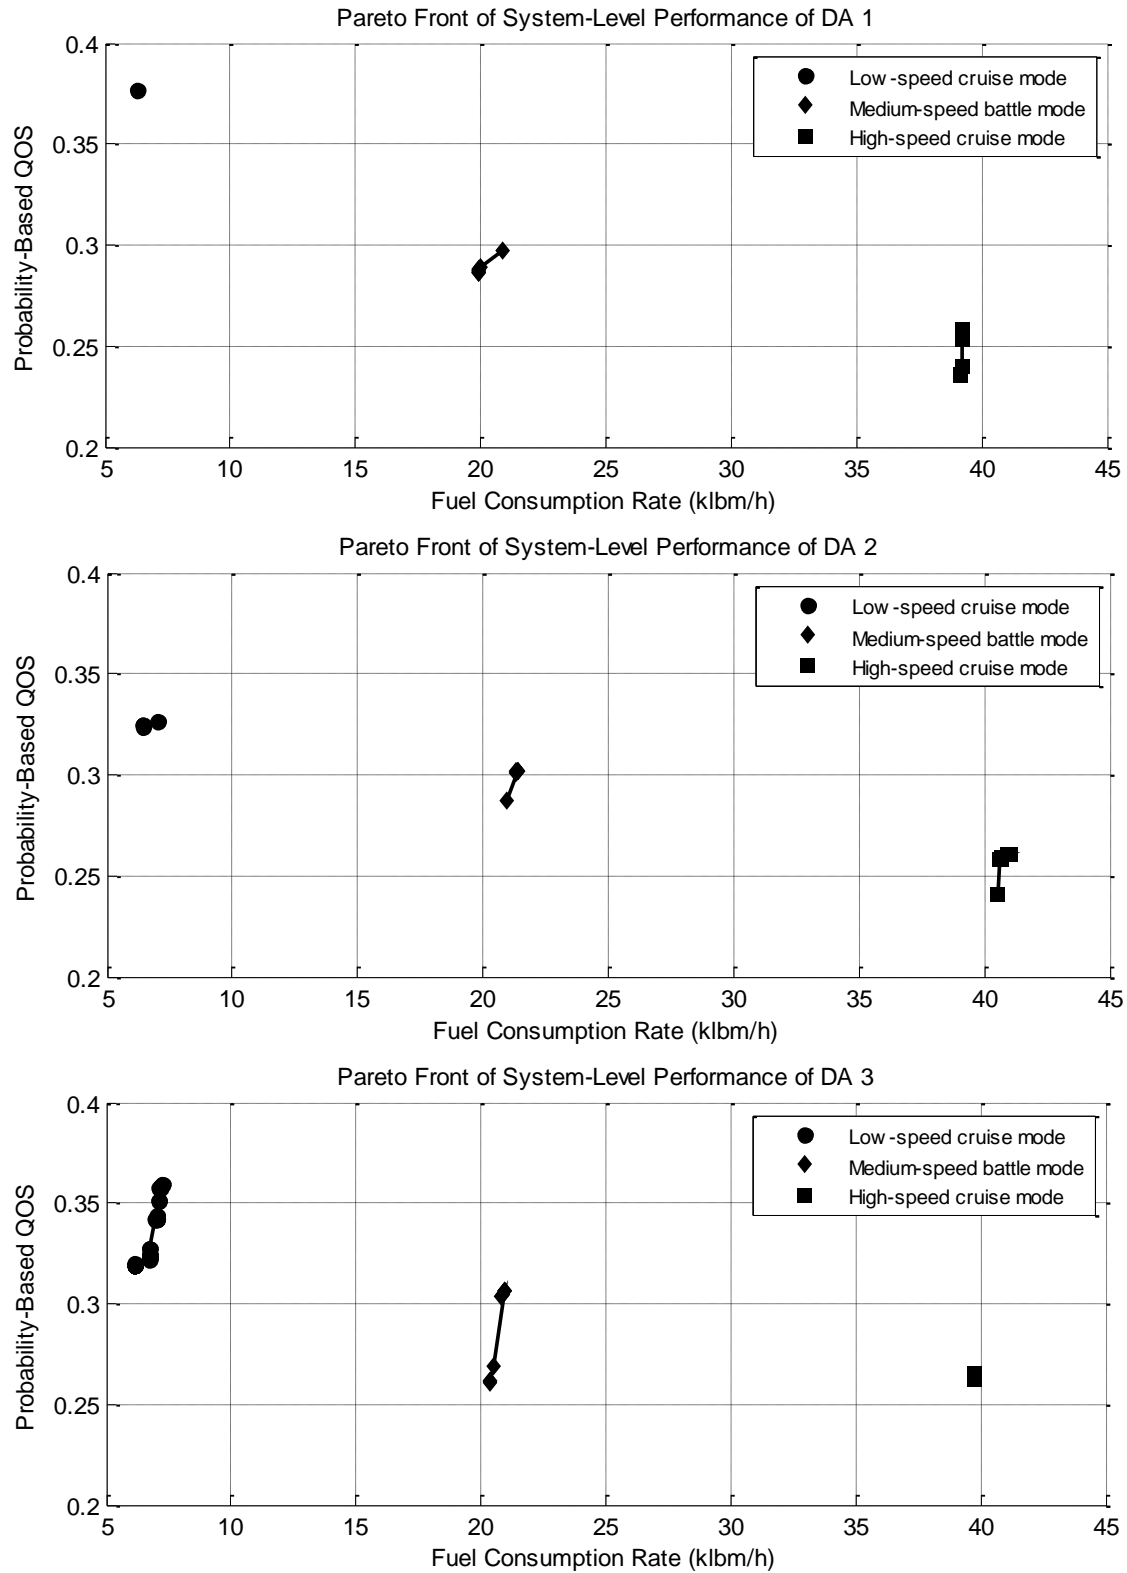 Pareto Front of System-Level Performance of DA 1
0.4
0.35
0.3
0.25
0.2
Probability-Based QOS
Low-speed cruise mode
Medium-speed battle mode
High-speed cruise mode
5 10 15 20 25 30 35 40 45
Fuel Consumption Rate (klbm/h)
Pareto Front of System-Level Performance of DA 2
0.4
0.35
0.3
0.25
0.2
Probability-Based QOS
Low-speed cruise mode
Medium-speed battle mode
High-speed cruise mode
5 10 15 20 25 30 35 40 45
Fuel Consumption Rate (klbm/h)
Pareto Front of System-Level Performance of DA 3
0.4
0.35
0.3
0.25
0.2
Probability-Based QOS
Low-speed cruise mode
Medium-speed battle mode
High-speed cruise mode
5 10 15 20 25 30 35 40 45
Fuel Consumption Rate (klbm/h)